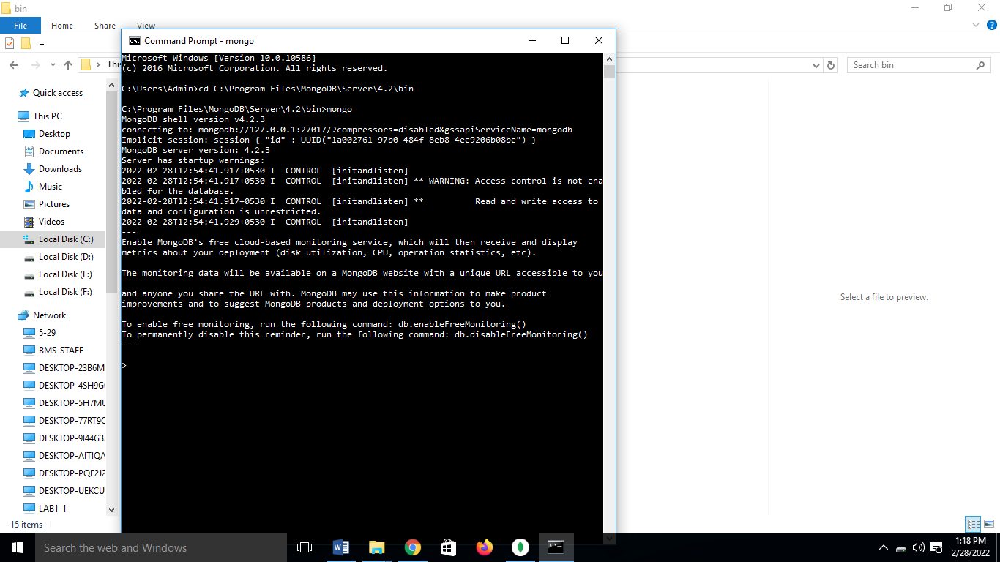 bin
File Home Share View
Command Prompt - mongo
This
Search bin
Quick access
This PC
Desktop
Documents
Downloads
Music
Pictures
Videos
Local Disk (C:)
Local Disk (D:)
Local Disk (E:)
Local Disk (F:)
Network
5-29
BMS-STAFF
DESKTOP-23B6M
DESKTOP-4SH9G
DESKTOP-5H7MU
DESKTOP-77RT9C
DESKTOP-9I44G3
DESKTOP-AITIQA
DESKTOP-PQE2J2
DESKTOP-UEKCU
LAB1-1
15 items
Microsoft Windows [Version 10.0.10586]
(c) 2016 Microsoft Corporation. All rights reserved.
C:\Users\Admin>cd C:\Program Files\MongoDB\Server\4.2\bin
C:\Program Files\MongoDB\Server\4.2\bin>mongo
MongoDB shell version v4.2.3
connecting to: mongodb://127.0.0.1:27017/?compressors=disabled&gssapiServiceName=mongodb
Implicit session: session { "id" : UUID("1a002761-97b0-484f-8eb8-4ee9206b08be") }
MongoDB server version: 4.2.3
Server has startup warnings:
2022-02-28T12:54:41.917+0530 I  CONTROL  [initandlisten]
2022-02-28T12:54:41.917+0530 I  CONTROL  [initandlisten] ** WARNING: Access control is not ena
bled for the database.
2022-02-28T12:54:41.917+0530 I  CONTROL  [initandlisten] **          Read and write access to
data and configuration is unrestricted.
2022-02-28T12:54:41.929+0530 I  CONTROL  [initandlisten]
---
Enable MongoDB's free cloud-based monitoring service, which will then receive and display
metrics about your deployment (disk utilization, CPU, operation statistics, etc).
The monitoring data will be available on a MongoDB website with a unique URL accessible to you
and anyone you share the URL with. MongoDB may use this information to make product
improvements and to suggest MongoDB products and deployment options to you.
To enable free monitoring, run the following command: db.enableFreeMonitoring()
To permanently disable this reminder, run the following command: db.disableFreeMonitoring()
---
>
Select a file to preview.
Search the web and Windows
1:18 PM
2/28/2022